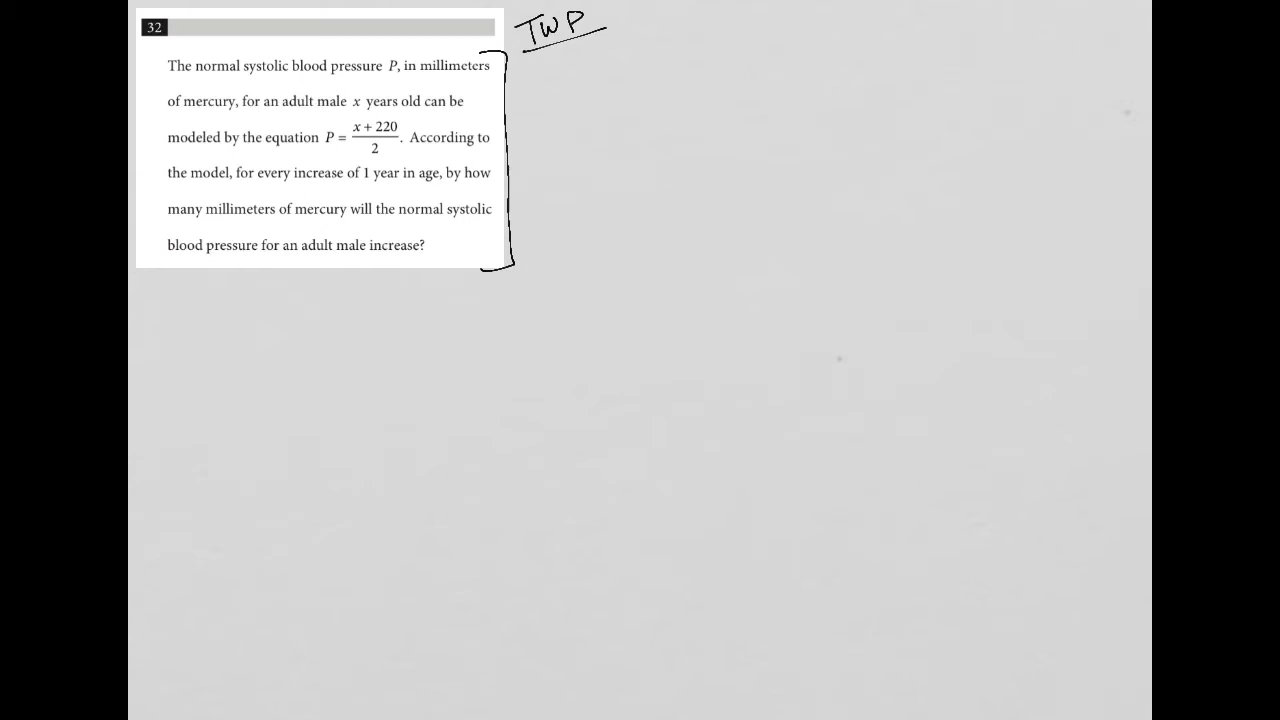 32
TWP
The normal systolic blood pressure P, in millimeters
of mercury, for an adult male x years old can be
modeled by the equation P = x + 220 / 2. According to
the model, for every increase of 1 year in age, by how
many millimeters of mercury will the normal systolic
blood pressure for an adult male increase?